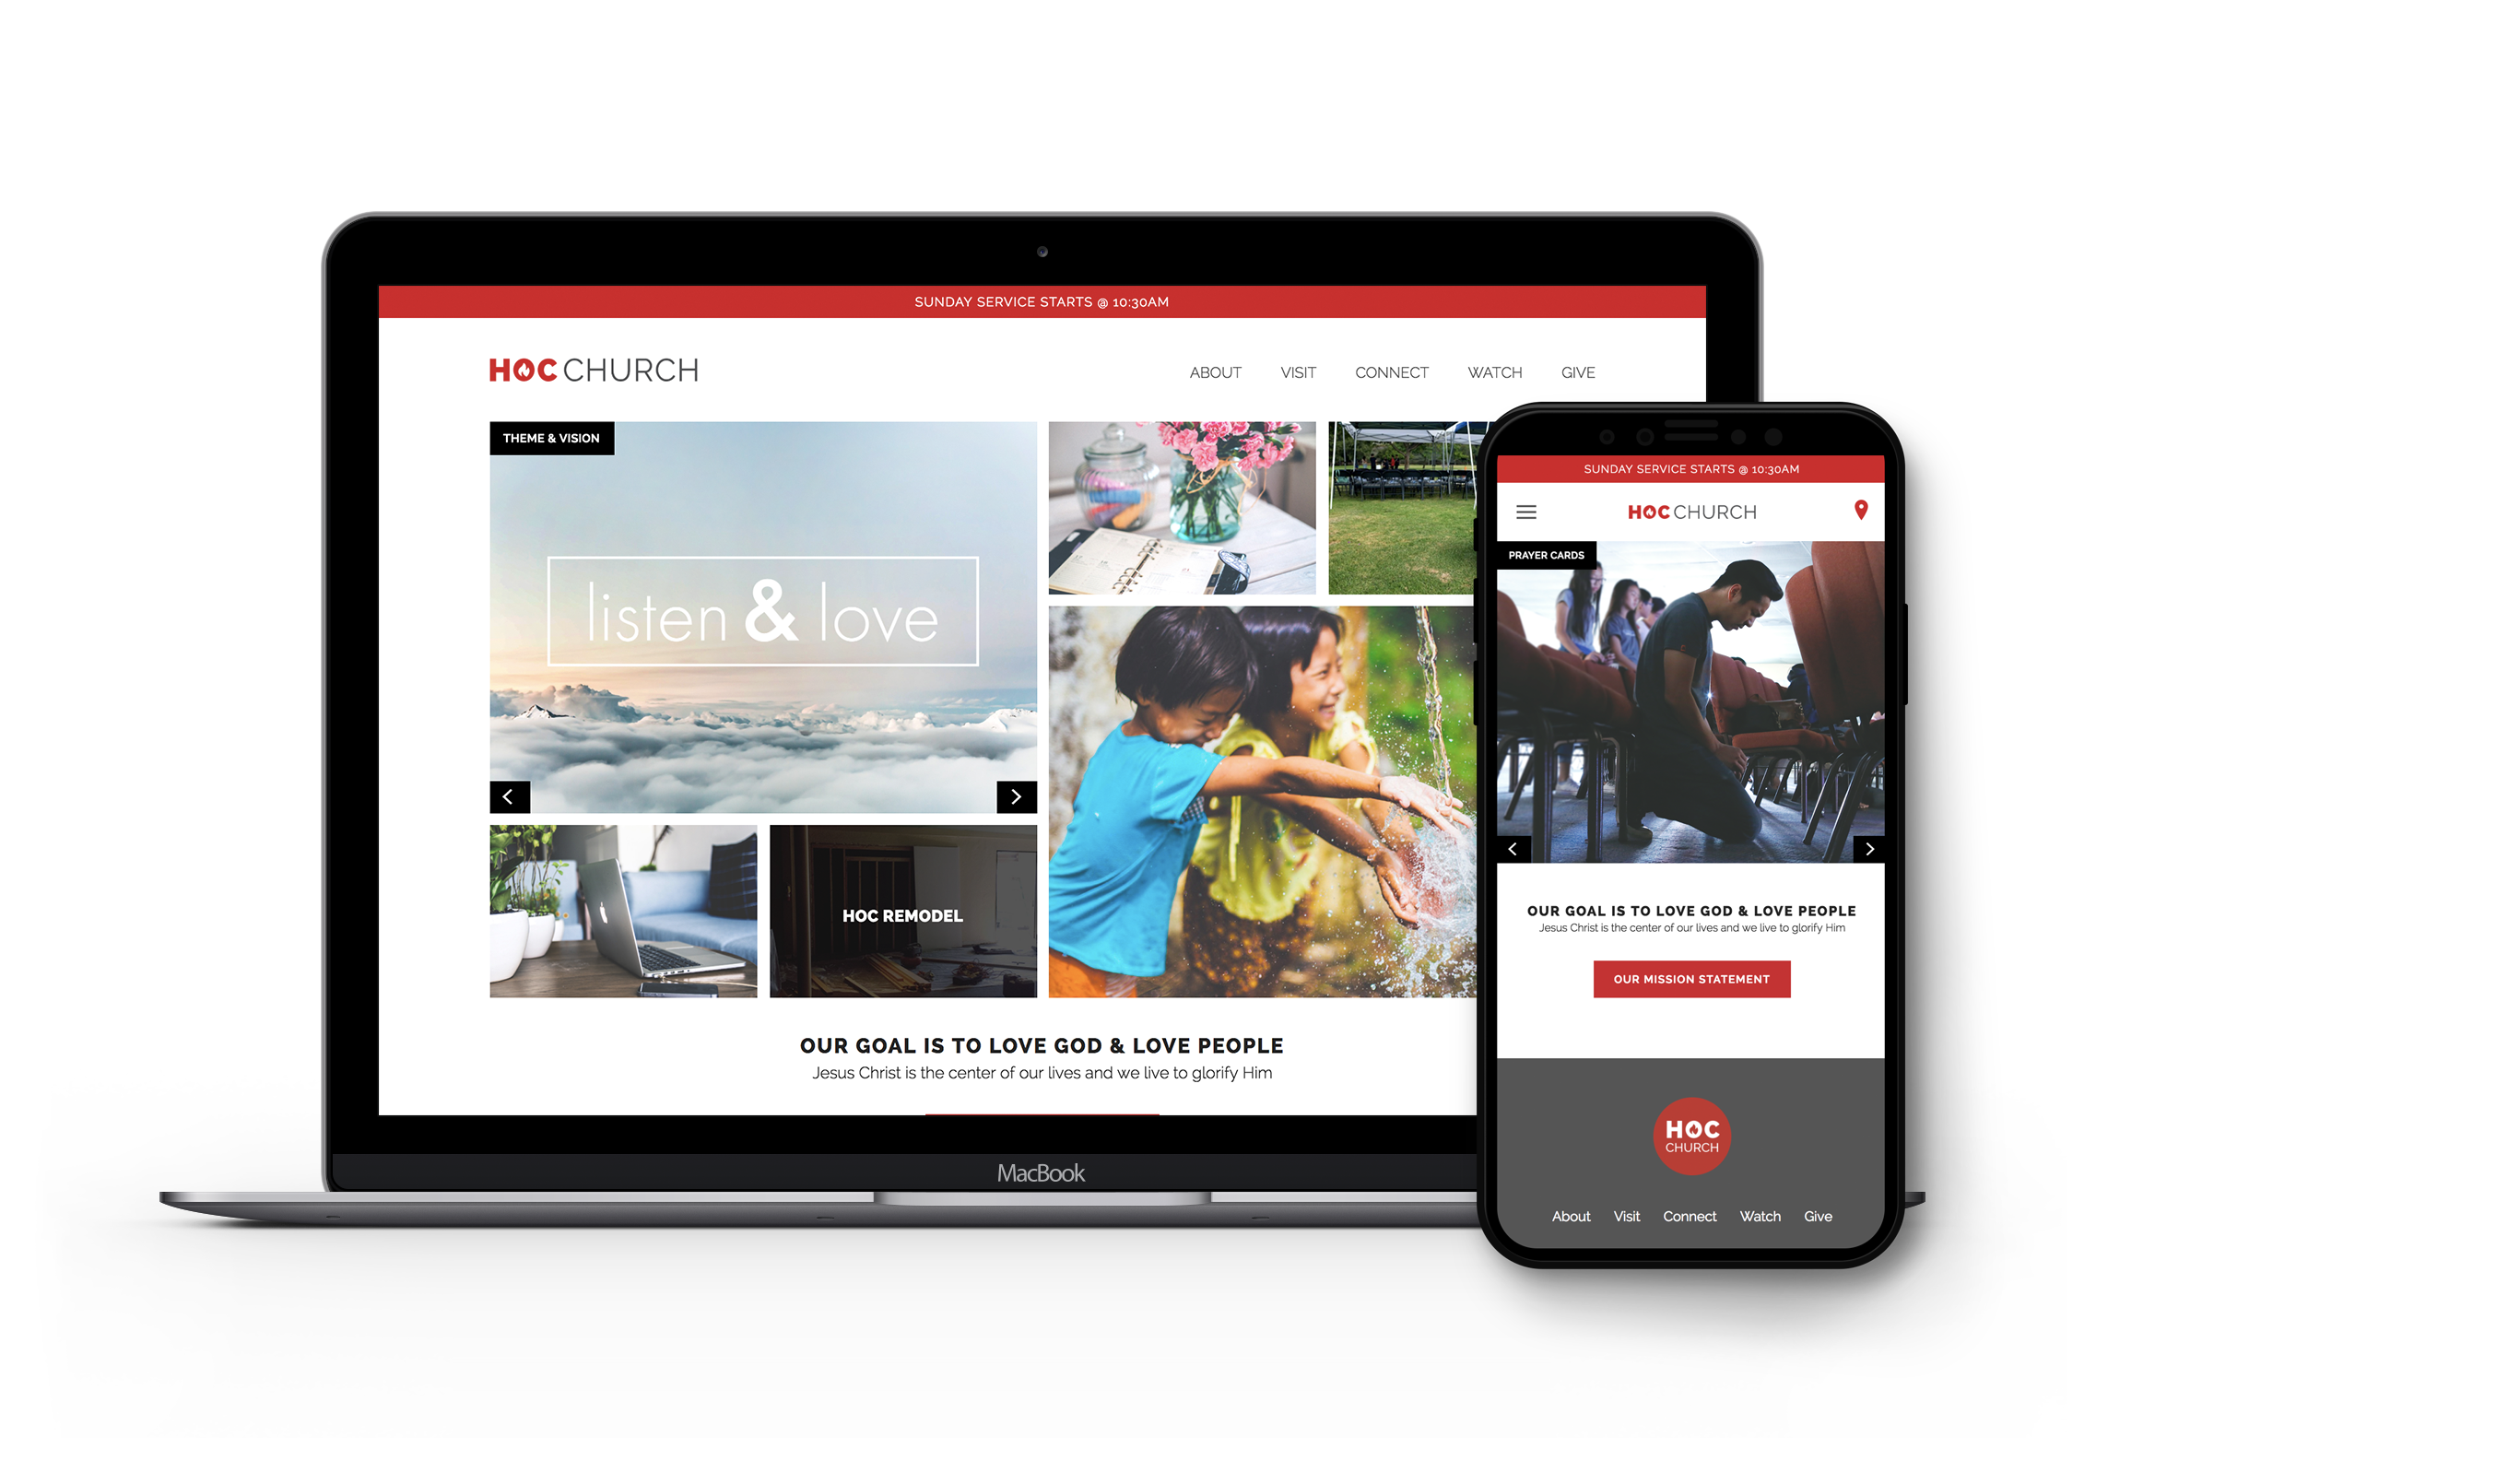 SUNDAY SERVICE STARTS @ 10:30AM
HOC CHURCH
ABOUT VISIT CONNECT WATCH GIVE
THEME & VISION
listen & love
HOC REMODEL
OUR GOAL IS TO LOVE GOD & LOVE PEOPLE
Jesus Christ is the center of our lives and we live to glorify Him
MacBook
SUNDAY SERVICE STARTS @ 10:30AM
HOC CHURCH
PRAYER CARDS
OUR GOAL IS TO LOVE GOD & LOVE PEOPLE
Jesus Christ is the center of our lives and we live to glorify Him
OUR MISSION STATEMENT
HOC
CHURCH
About Visit Connect Watch Give